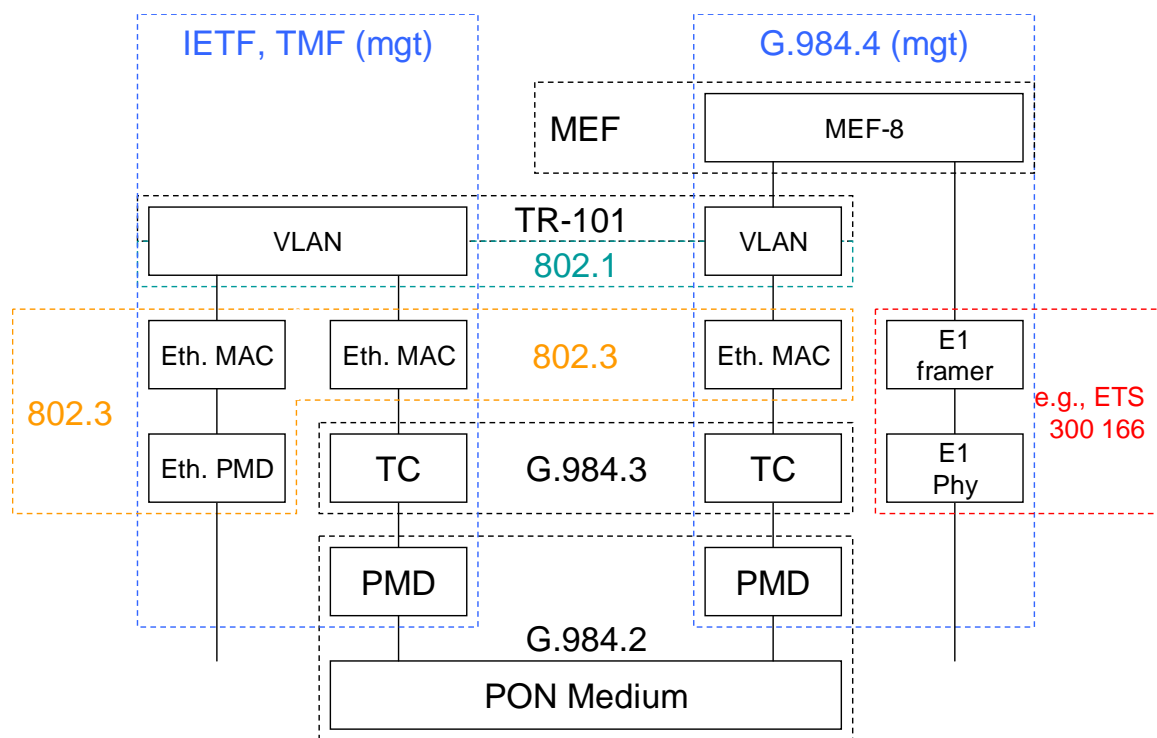 IETF, TMF (mgt)
G.984.4 (mgt)
MEF
MEF-8
VLAN
TR-101
VLAN
802.1
Eth. MAC
Eth. MAC
802.3
Eth. MAC
E1
framer
802.3
e.g., ETS
300 166
Eth. PMD
TC
G.984.3
TC
E1
Phy
PMD
PMD
G.984.2
PON Medium